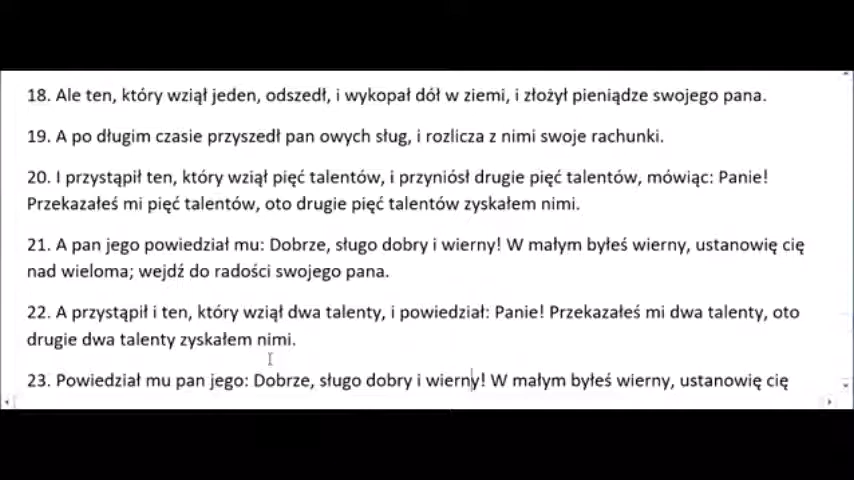 18. Ale ten, który wziął jeden, odszedł, i wykopał dół w ziemi, i złożył pieniądze swojego pana.
19. A po długim czasie przyszedł pan owych sług, i rozlicza z nimi swoje rachunki.
20. I przystąpił ten, który wziął pięć talentów, i przyniósł drugie pięć talentów, mówiąc: Panie!
Przekazałeś mi pięć talentów, oto drugie pięć talentów zyskałem nimi.
21. A pan jego powiedział mu: Dobrze, sługo dobry i wierny! W małym byłeś wierny, ustanowię cię
nad wieloma; wejdź do radości swojego pana.
22. A przystąpił i ten, który wziął dwa talenty, i powiedział: Panie! Przekazałeś mi dwa talenty, oto
drugie dwa talenty zyskałem nimi.
23. Powiedział mu pan jego: Dobrze, sługo dobry i wierny! W małym byłeś wierny, ustanowię cię